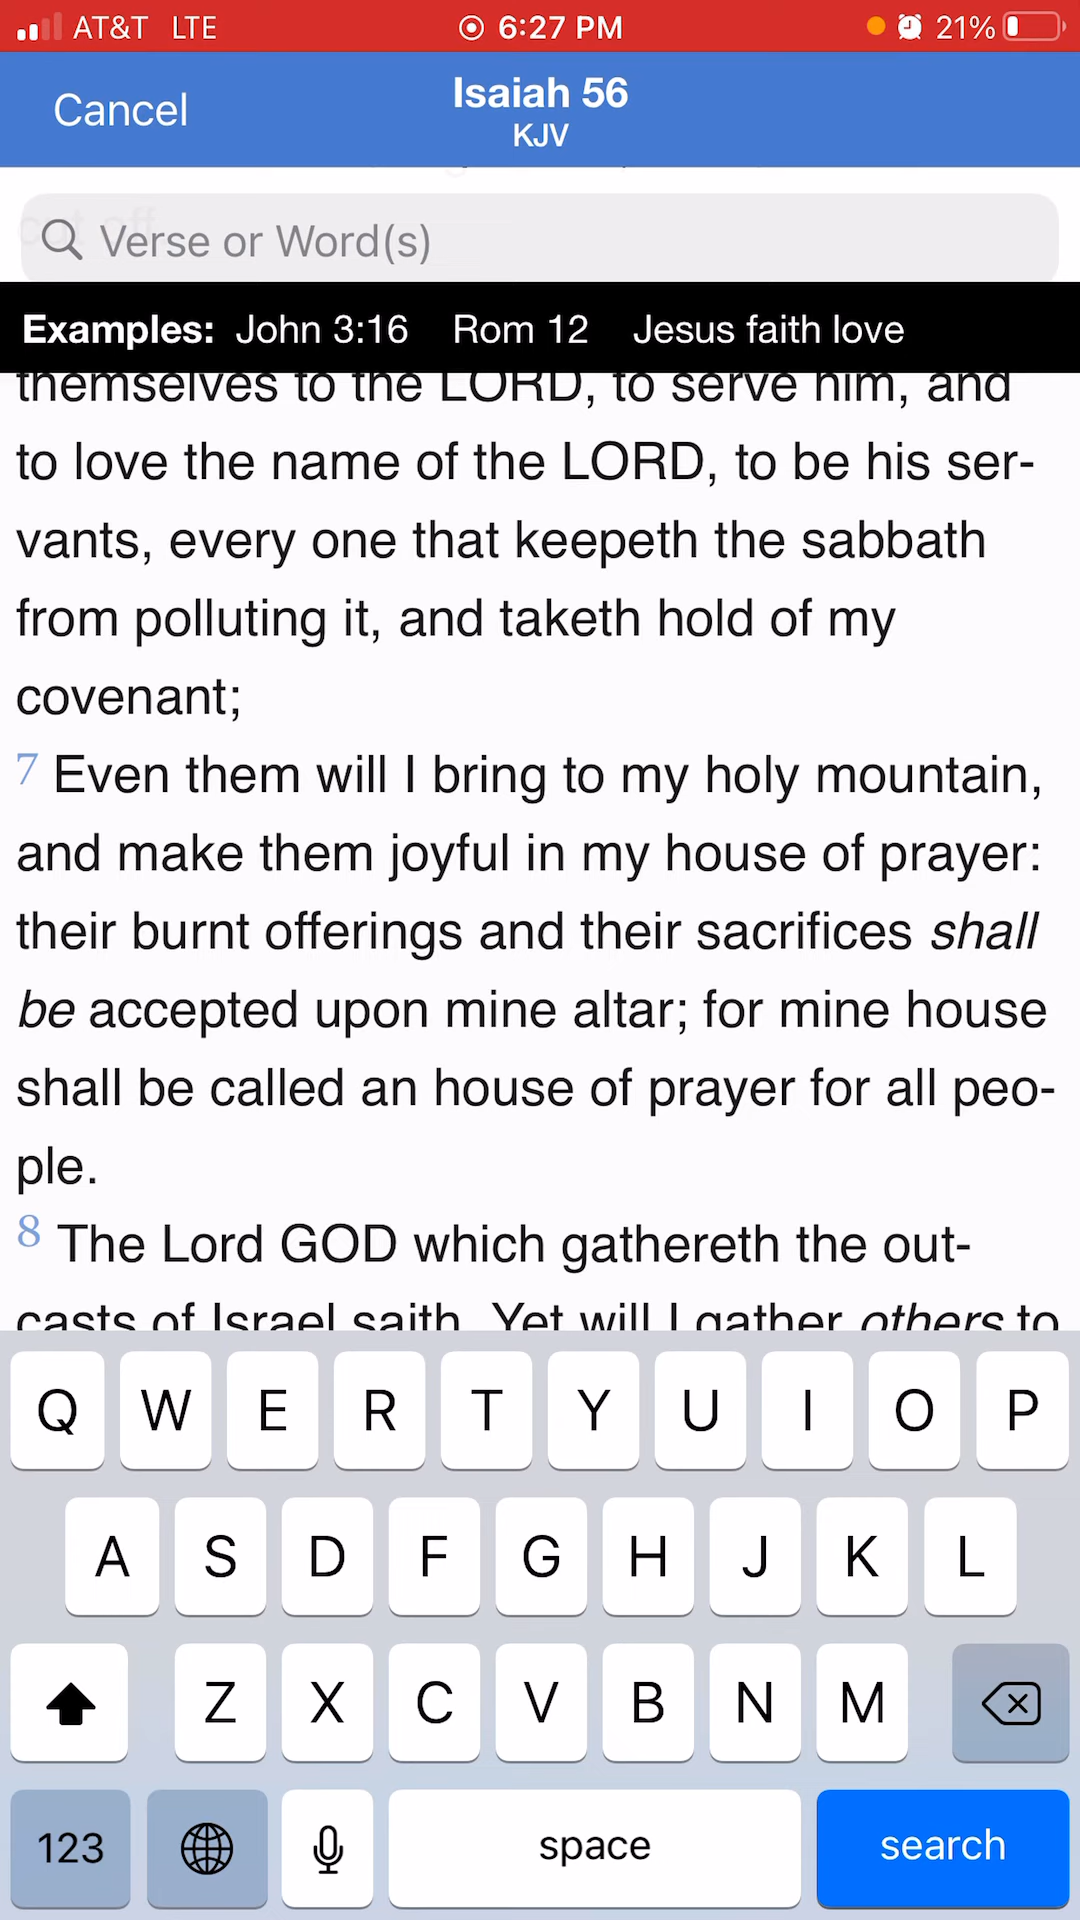 AT&T LTE 6:27 PM 21%
Cancel Isaiah 56
KJV
Verse or Word(s)
Examples: John 3:16 Rom 12 Jesus faith love
themselves to the LORD, to serve him, and
to love the name of the LORD, to be his ser-
vants, every one that keepeth the sabbath
from polluting it, and taketh hold of my
covenant;
7 Even them will I bring to my holy mountain,
and make them joyful in my house of prayer:
their burnt offerings and their sacrifices shall
be accepted upon mine altar; for mine house
shall be called an house of prayer for all peo-
ple.
8 The Lord GOD which gathereth the out-
casts of Israel saith, Yet will I gather others to
Q W E R T Y U I O P
A S D F G H J K L
Z X C V B N M
123 space search